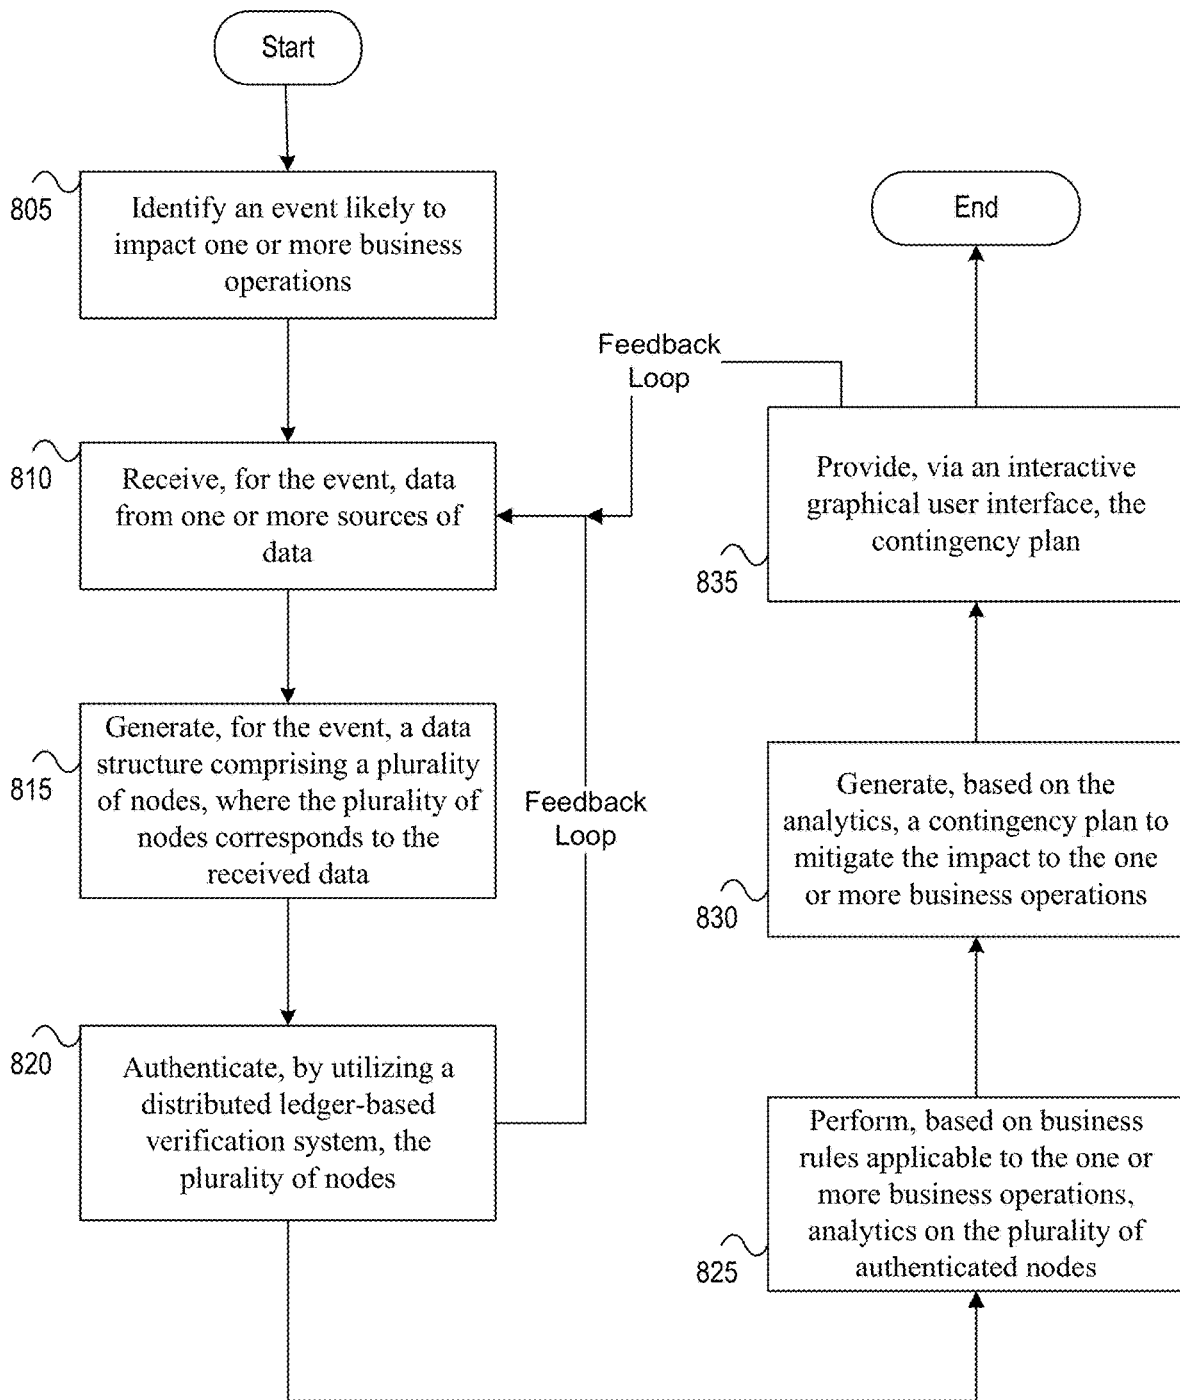 Start
805
Identify an event likely to
impact one or more business
operations
810
Receive, for the event, data
from one or more sources of
data
815
Generate, for the event, a data
structure comprising a plurality
of nodes, where the plurality of
nodes corresponds to the
received data
820
Authenticate, by utilizing a
distributed ledger-based
verification system, the
plurality of nodes
Feedback
Loop
Feedback
Loop
End
Provide, via an interactive
graphical user interface, the
contingency plan
835
Generate, based on the
analytics, a contingency plan to
mitigate the impact to the one
or more business operations
830
Perform, based on business
rules applicable to the one or
more business operations,
analytics on the plurality of
authenticated nodes
825